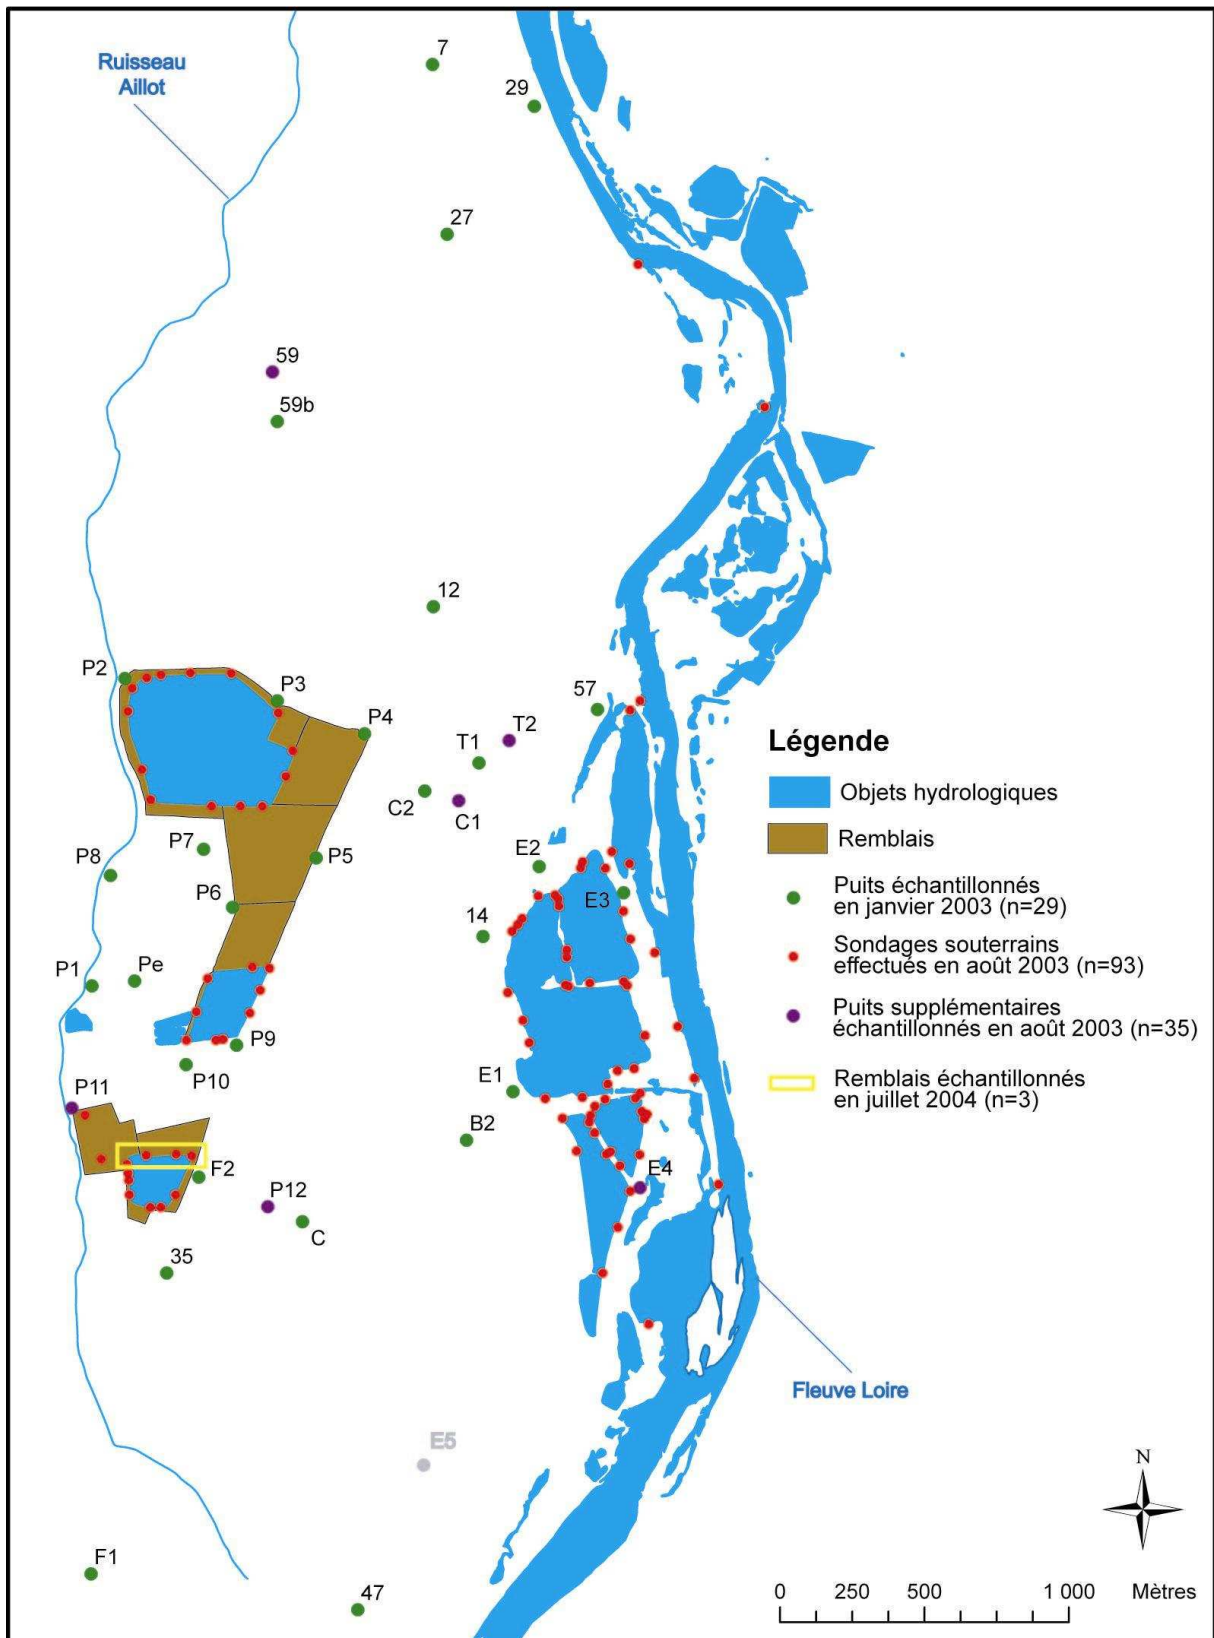 Ruisseau
Aillot
7
29
27
59
59b
12
P2
P3
57
P4
T2
T1
C2
C1
P7
P8
P5
E2
P6
E3
14
Pe
P1
P9
P10
E1
P11
B2
F2
E4
P12
C
35
Légende
Objets hydrologiques
Remblais
Puits échantillonnés
en janvier 2003 (n=29)
Sondages souterrains
effectués en août 2003 (n=93)
Puits supplémentaires
échantillonnés en août 2003 (n=35)
Remblais échantillonnés
en juillet 2004 (n=3)
Fleuve Loire
E5
N
F1
47
0 250 500 1 000 Mètres